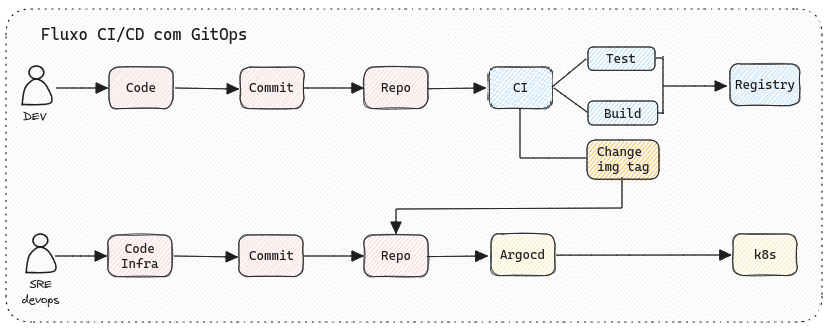 Fluxo CI/CD com GitOps
DEV
Code
Commit
Repo
CI
Test
Build
Registry
Change
img tag
SRE
devops
Code
Infra
Commit
Repo
Argocd
k8s